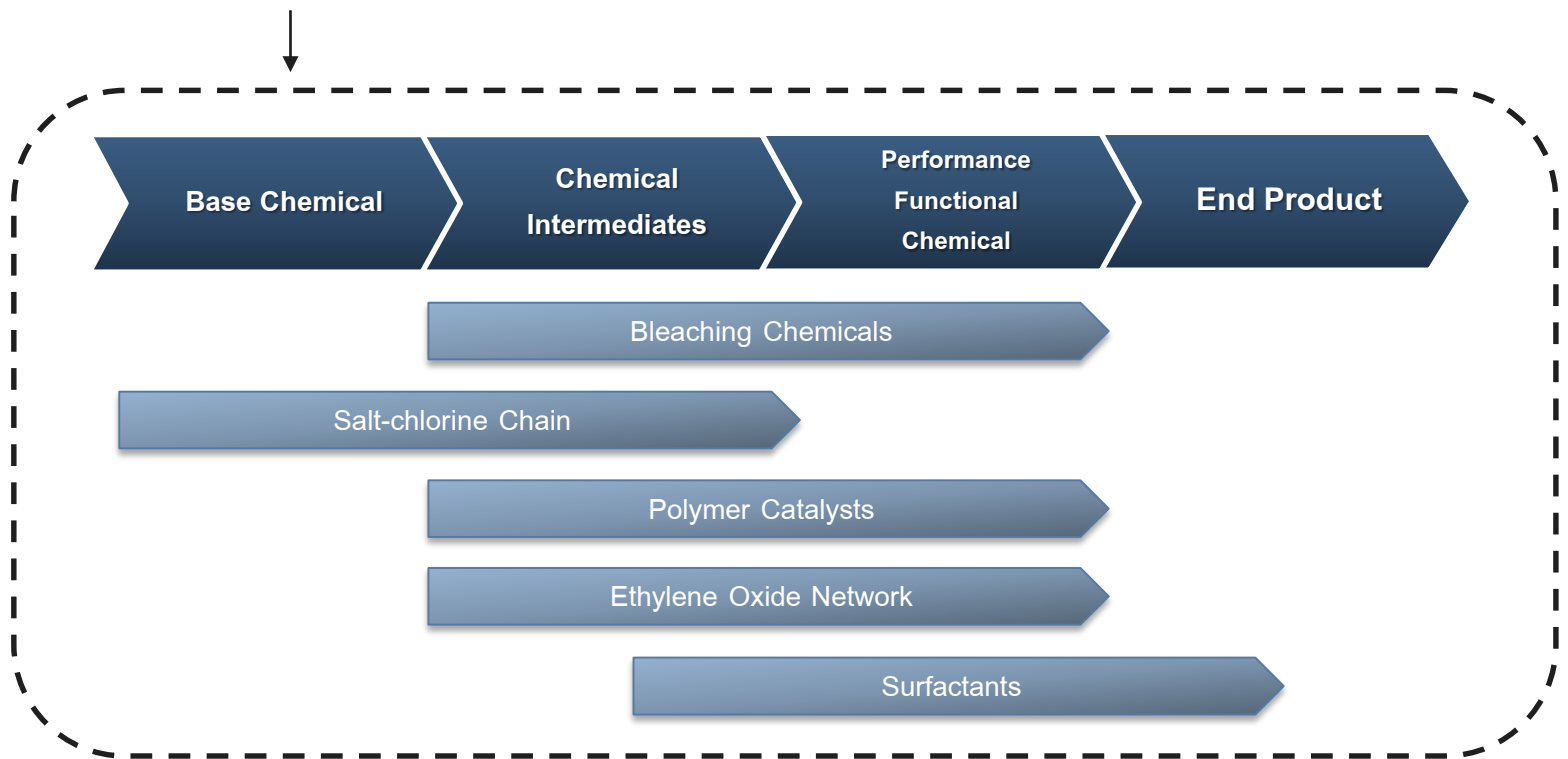 Base Chemical
Chemical
Intermediates
Performance
Functional
Chemical
End Product
Bleaching Chemicals
Salt-chlorine Chain
Polymer Catalysts
Ethylene Oxide Network
Surfactants